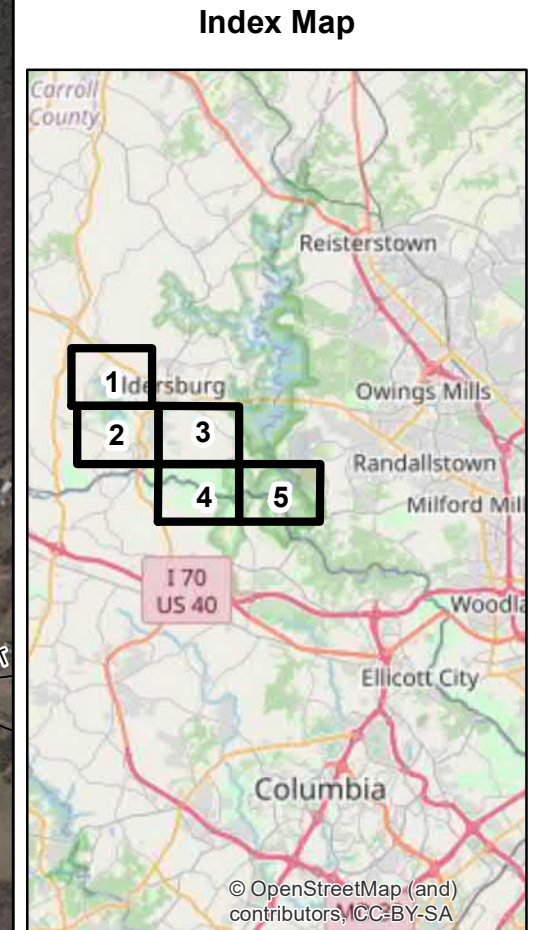 Index Map
Carroll
County
Reisterstown
1
ldersburg
Owings Mills
2
3
Randallstown
4
5
Milford Mil
I 70
US 40
Woodla
Ellicott City
Columbia
© OpenStreetMap (and)
contributors, CC-BY-SA